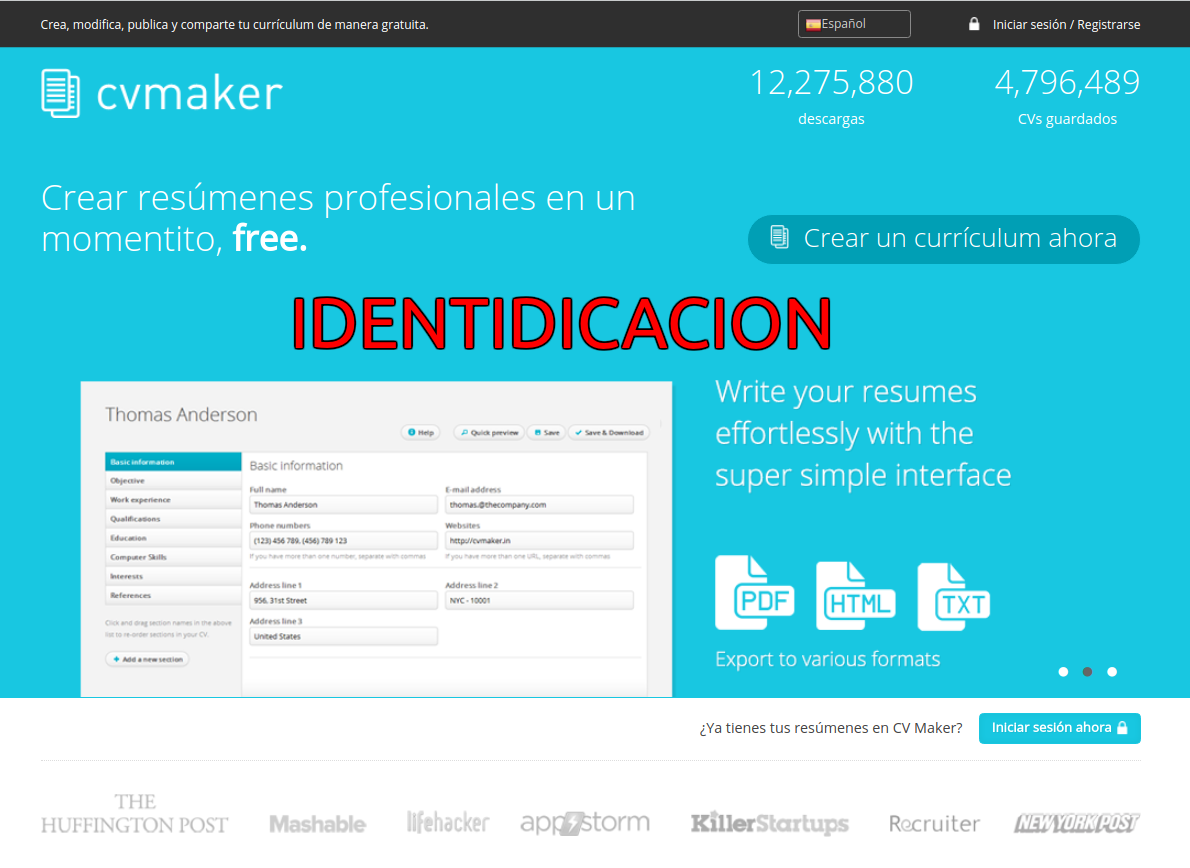 Crea, modifica, publica y comparte tu currículum de manera gratuita.
Español
Iniciar sesión / Registrarse
cvmaker
12,275,880
descargas
4,796,489
CVs guardados
Crear resúmenes profesionales en un
momentito, free.
Crear un currículum ahora
IDENTIDICACION
Thomas Anderson
Help
Quick preview
Save
Save & Download
Basic information
Objective
Work experience
Qualifications
Education
Computer Skills
Interests
References
Click and drag section names in the above
list to re-order sections in your CV.
Add a new section
Basic information
Full name
Thomas Anderson
E-mail address
thomas.@thecompany.com
Phone numbers
(123) 456 789, (456) 789 123
If you have more than one number, separate with commas
Websites
http://cvmaker.in
If you have more than one URL, separate with commas
Address line 1
956, 31st Street
Address line 2
NYC - 10001
Address line 3
United States
Write your resumes
effortlessly with the
super simple interface
PDF
HTML
TXT
Export to various formats
¿Ya tienes tus resúmenes en CV Maker?
Iniciar sesión ahora
THE
HUFFINGTON POST
Mashable
lifehacker
appstorm
KillerStartups
Recruiter
NEW YORK POST